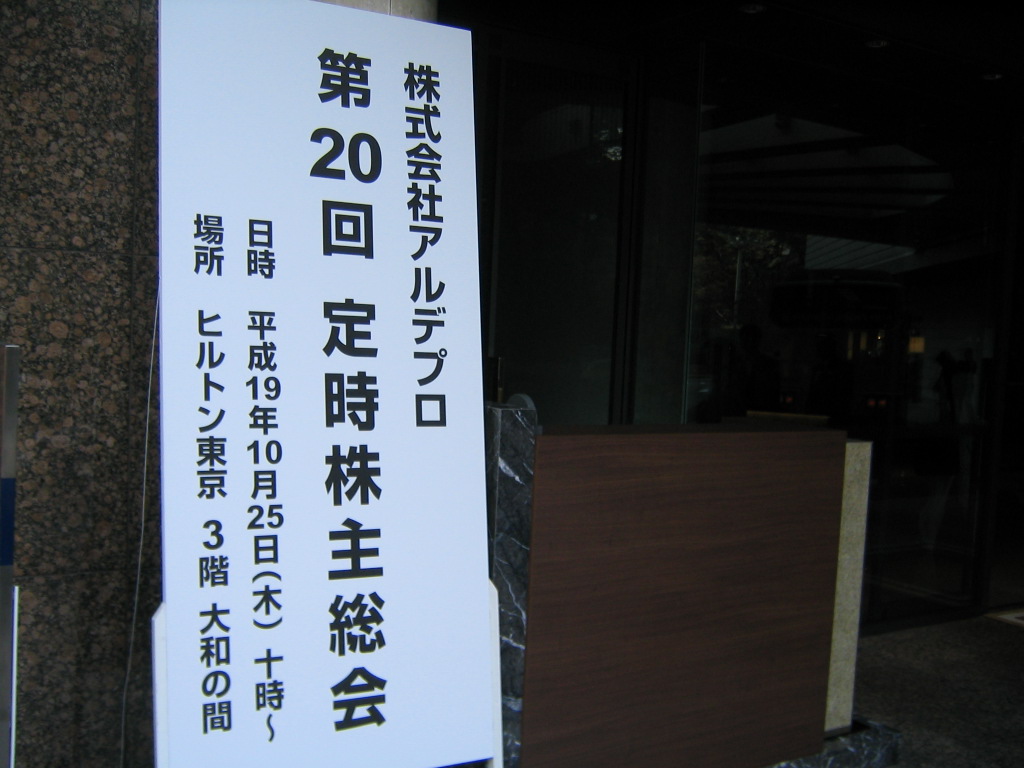 株式会社アルデプロ
第20回 定時株主総会
日時 平成19年10月25日(木) 十時～
場所 ヒルトン東京 3階 大和の間